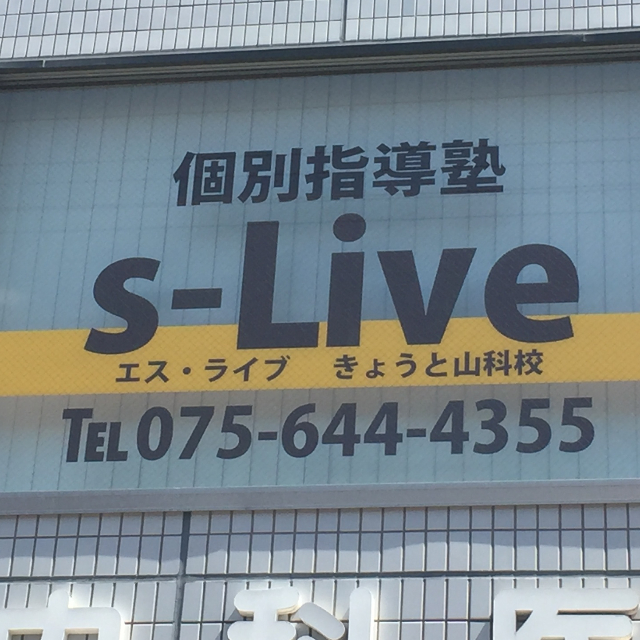 個別指導塾
s-Live
エス・ライブ　きょうと山科校
TEL 075-644-4355
科